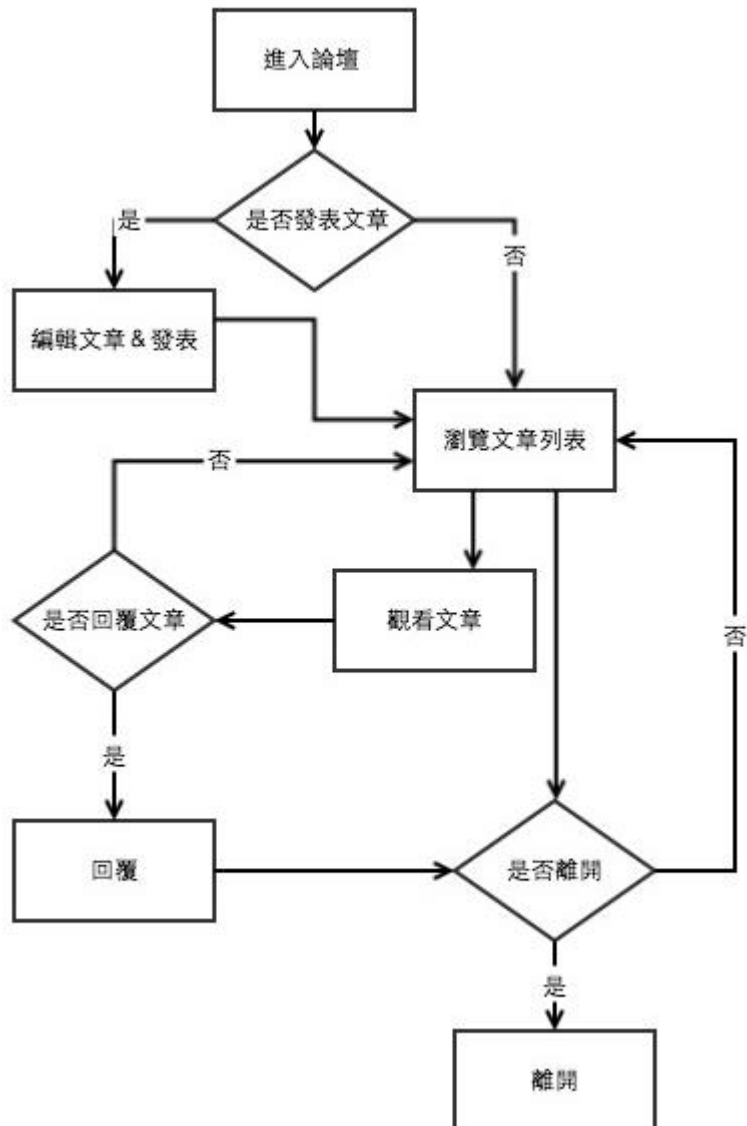 進入論壇
是否發表文章
是
否
編輯文章 & 發表
瀏覽文章列表
否
是否回覆文章
觀看文章
否
是
回覆
是否離開
是
離開